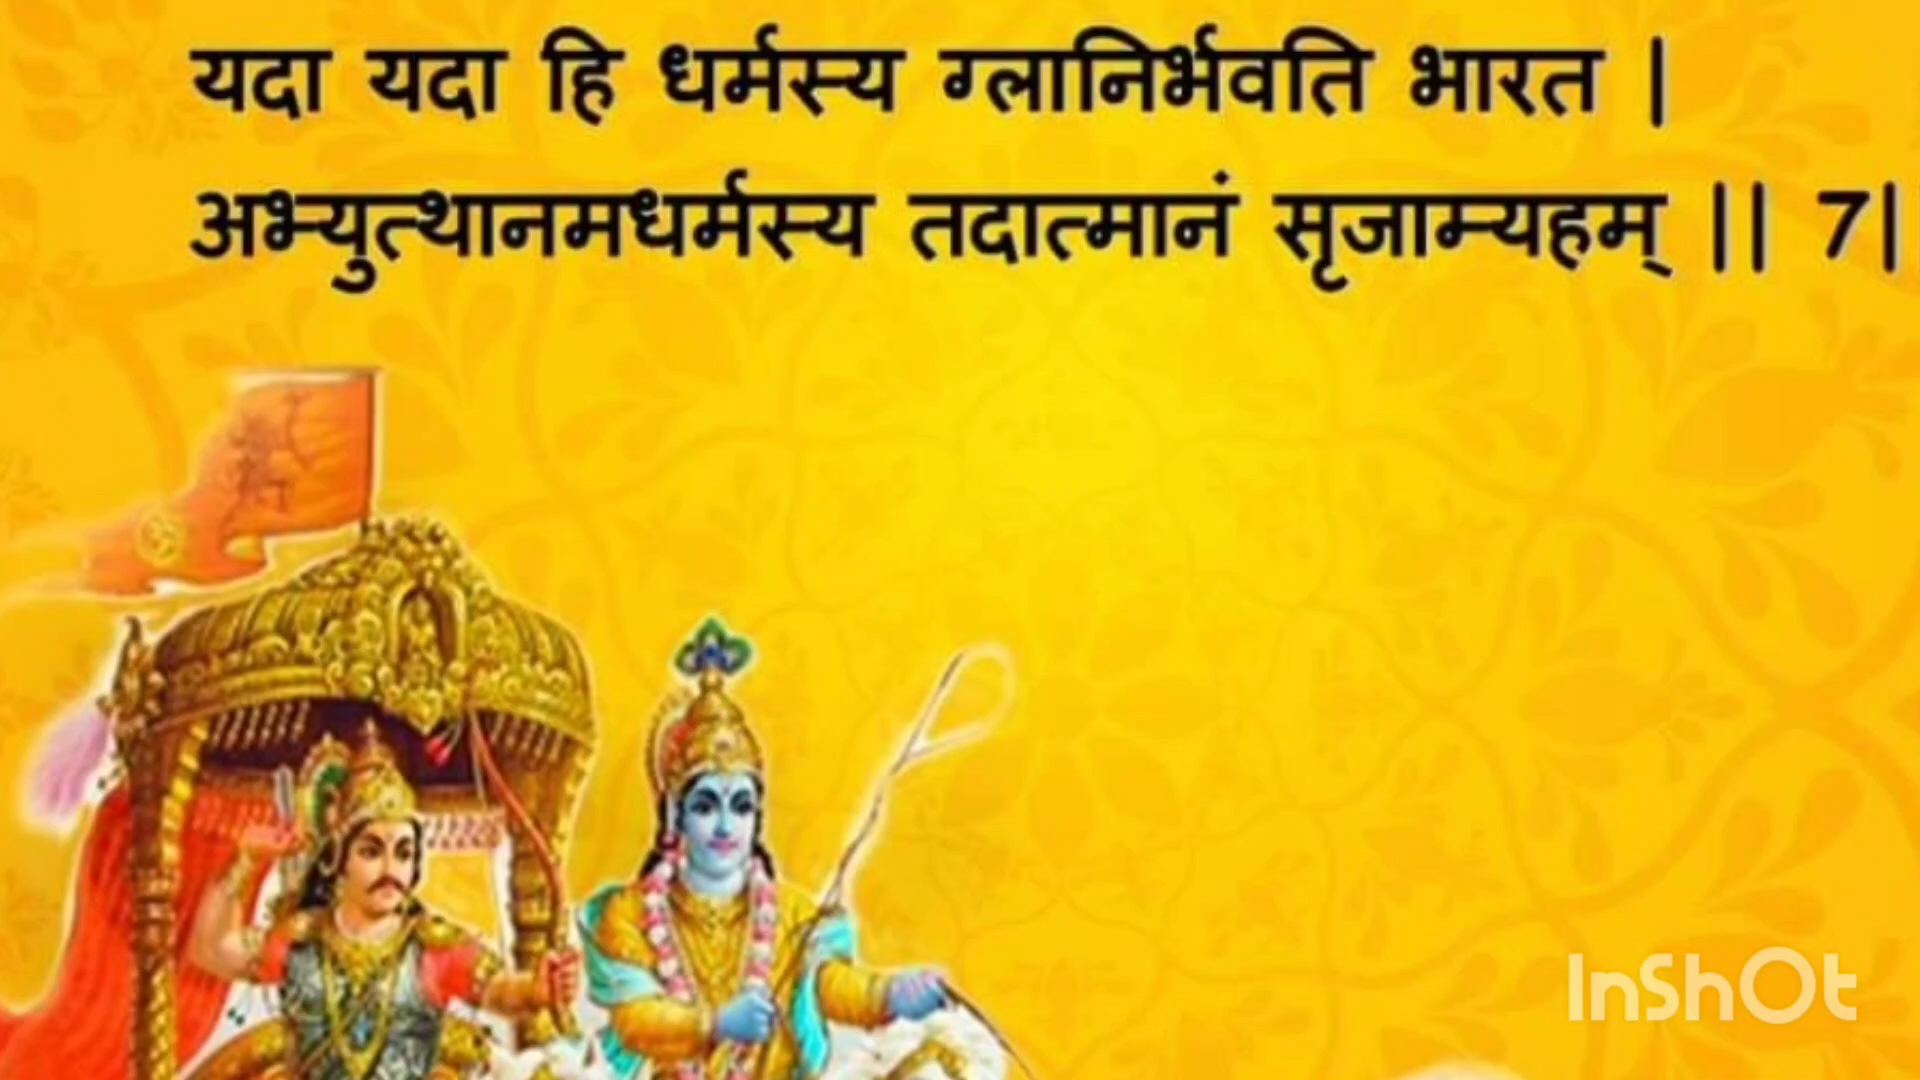 यदा यदा हि धर्मस्य ग्लानिर्भवति भारत |
अभ्युत्थानमधर्मस्य तदात्मानं सृजाम्यहम् || 7|
InShOt